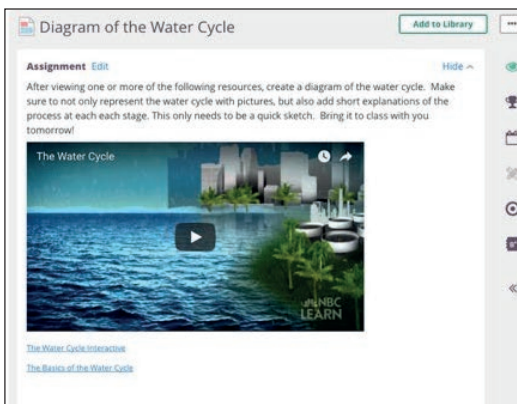 Diagram of the Water Cycle
Add to Library
Assignment Edit
Hide
After viewing one or more of the following resources, create a diagram of the water cycle. Make
sure to not only represent the water cycle with pictures, but also add short explanations of the
process at each each stage. This only needs to be a quick sketch. Bring it to class with you
tomorrow!
The Water Cycle
NBC
LEARN
The Water Cycle Interactive
The Basics of the Water Cycle